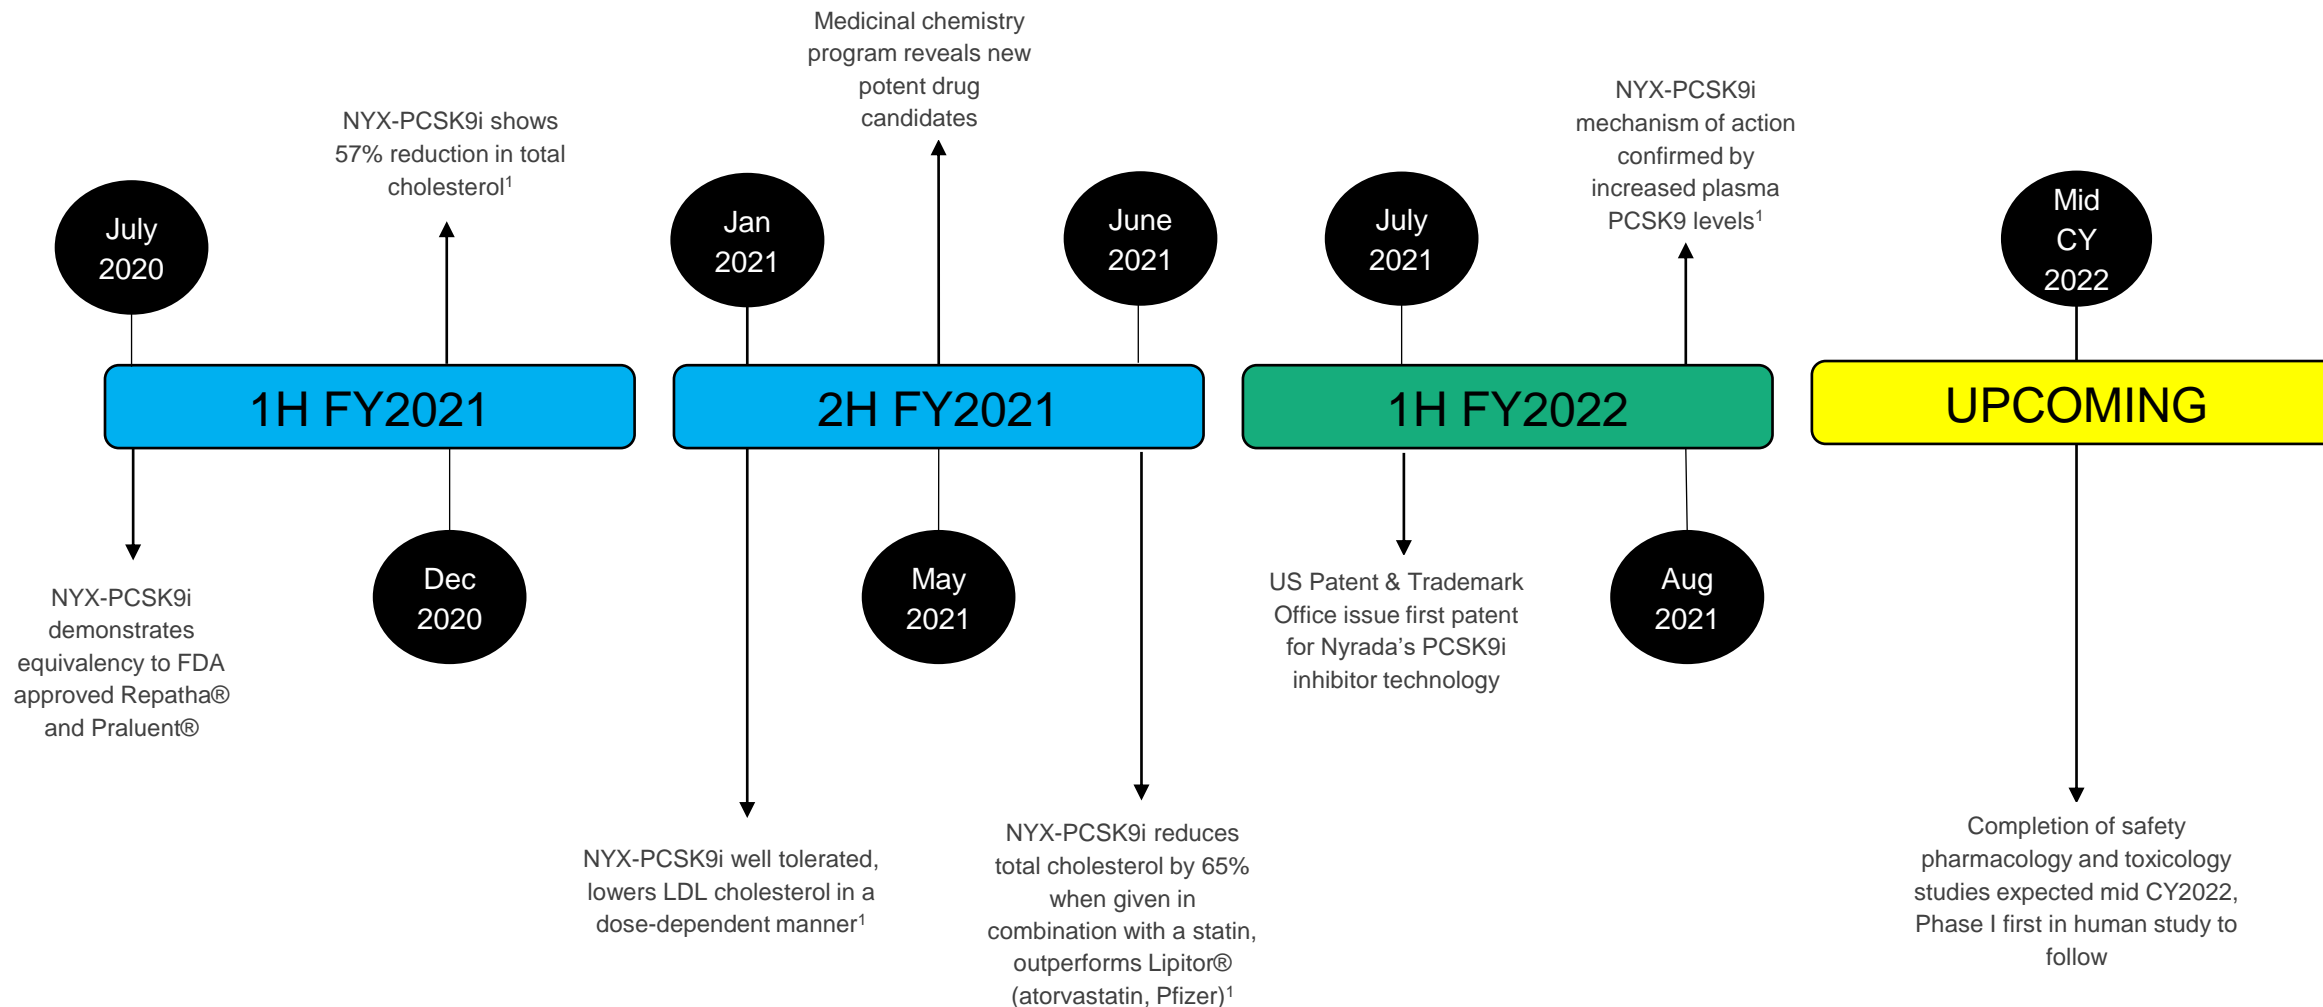 Medicinal chemistry
program reveals new
potent drug
candidates
NYX-PCSK9i shows
57% reduction in total
cholesterol¹
NYX-PCSK9i
mechanism of action
confirmed by
increased plasma
PCSK9 levels¹
July
2020
Jan
2021
June
2021
July
2021
Mid
CY
2022
1H FY2021
2H FY2021
1H FY2022
UPCOMING
Dec
2020
May
2021
Aug
2021
NYX-PCSK9i
demonstrates
equivalency to FDA
approved Repatha®
and Praluent®
US Patent & Trademark
Office issue first patent
for Nyrada’s PCSK9i
inhibitor technology
NYX-PCSK9i well tolerated,
lowers LDL cholesterol in a
dose-dependent manner¹
NYX-PCSK9i reduces
total cholesterol by 65%
when given in
combination with a statin,
outperforms Lipitor®
(atorvastatin, Pfizer)¹
Completion of safety
pharmacology and toxicology
studies expected mid CY2022,
Phase I first in human study to
follow